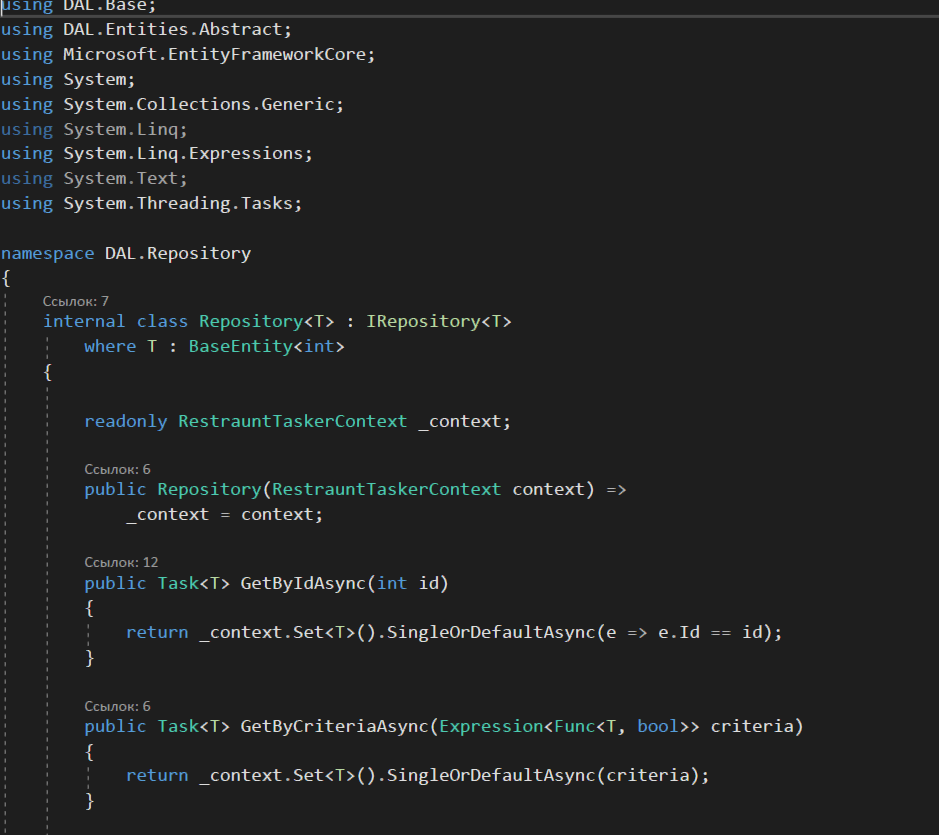 using DAL.Base;
using DAL.Entities.Abstract;
using Microsoft.EntityFrameworkCore;
using System;
using System.Collections.Generic;
using System.Linq;
using System.Linq.Expressions;
using System.Text;
using System.Threading.Tasks;
namespace DAL.Repository
{
Ссылок: 7
internal class Repository<T> : IRepository<T>
where T : BaseEntity<int>
{
readonly RestrauntTaskerContext _context;
Ссылок: 6
public Repository(RestrauntTaskerContext context) =>
_context = context;
Ссылок: 12
public Task<T> GetByIdAsync(int id)
{
return _context.Set<T>().SingleOrDefaultAsync(e => e.Id == id);
}
Ссылок: 6
public Task<T> GetByCriteriaAsync(Expression<Func<T, bool>> criteria)
{
return _context.Set<T>().SingleOrDefaultAsync(criteria);
}